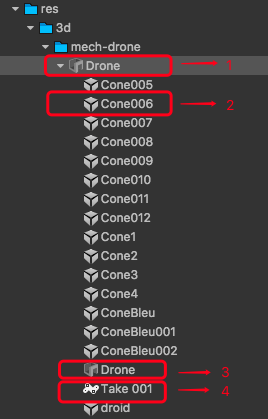 res
3d
mech-drone
Drone 1
Cone005
Cone006 2
Cone007
Cone008
Cone009
Cone010
Cone011
Cone012
Cone1
Cone2
Cone3
Cone4
ConeBleu
ConeBleu001
ConeBleu002
Drone 3
Take 001 4
droid